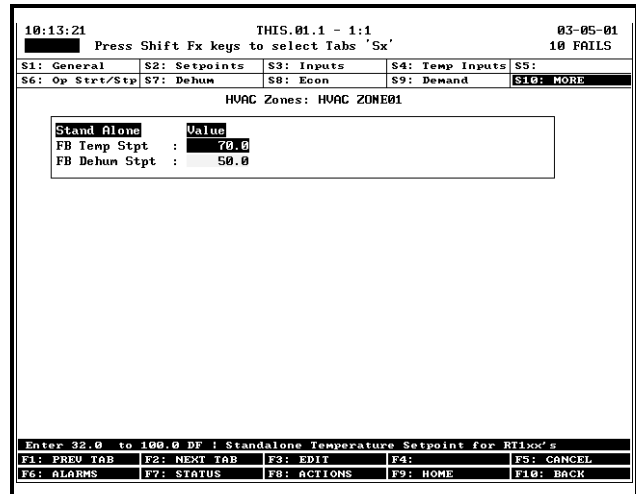 10:13:21 THIS.01.1 - 1:1 03-05-01
Press Shift Fx keys to select Tabs 'Sx' 10 FAILS
S1: General S2: Setpoints S3: Inputs S4: Temp Inputs S5:
S6: Op Strt/Stp S7: Dehum S8: Econ S9: Demand S10: MORE
HVAC Zones: HVAC ZONE01
Stand Alone Value
FB Temp Stpt : 70.0
FB Dehum Stpt : 50.0
Enter 32.0 to 100.0 DF ¦ Standalone Temperature Setpoint for RT1xx's
F1: PREV TAB F2: NEXT TAB F3: EDIT F4: F5: CANCEL
F6: ALARMS F7: STATUS F8: ACTIONS F9: HOME F10: BACK